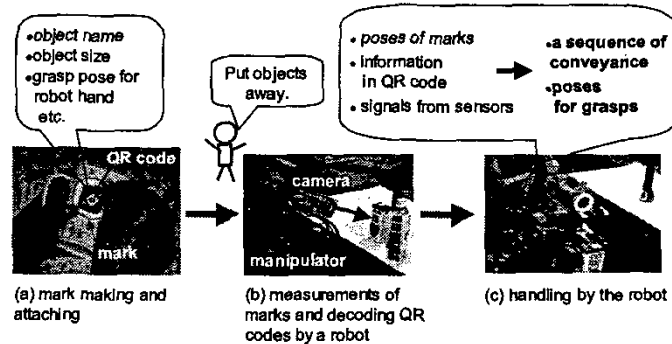 •object name
•object size
•grasp pose for
robot hand
etc.
QR code
mark
(a) mark making and
attaching
Put objects
away.
camera
manipulator
(b) measurements of
marks and decoding QR
codes by a robot
• poses of marks
• information
in QR code
• signals from sensors
•a sequence of
conveyance
•poses
for grasps
(c) handling by the robot